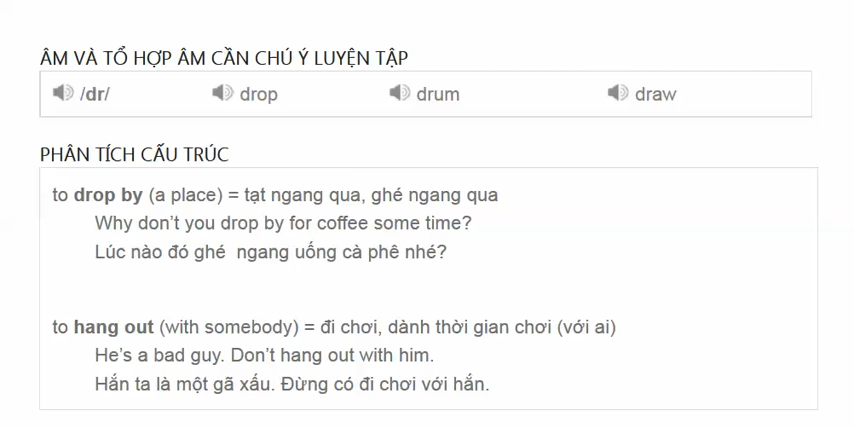 ÂM VÀ TỔ HỢP ÂM CẦN CHÚ Ý LUYỆN TẬP
/dr/ drop drum draw
PHÂN TÍCH CẤU TRÚC
to drop by (a place) = tạt ngang qua, ghé ngang qua
Why don't you drop by for coffee some time?
Lúc nào đó ghé ngang uống cà phê nhé?
to hang out (with somebody) = đi chơi, dành thời gian chơi (với ai)
He's a bad guy. Don't hang out with him.
Hắn ta là một gã xấu. Đừng có đi chơi với hắn.